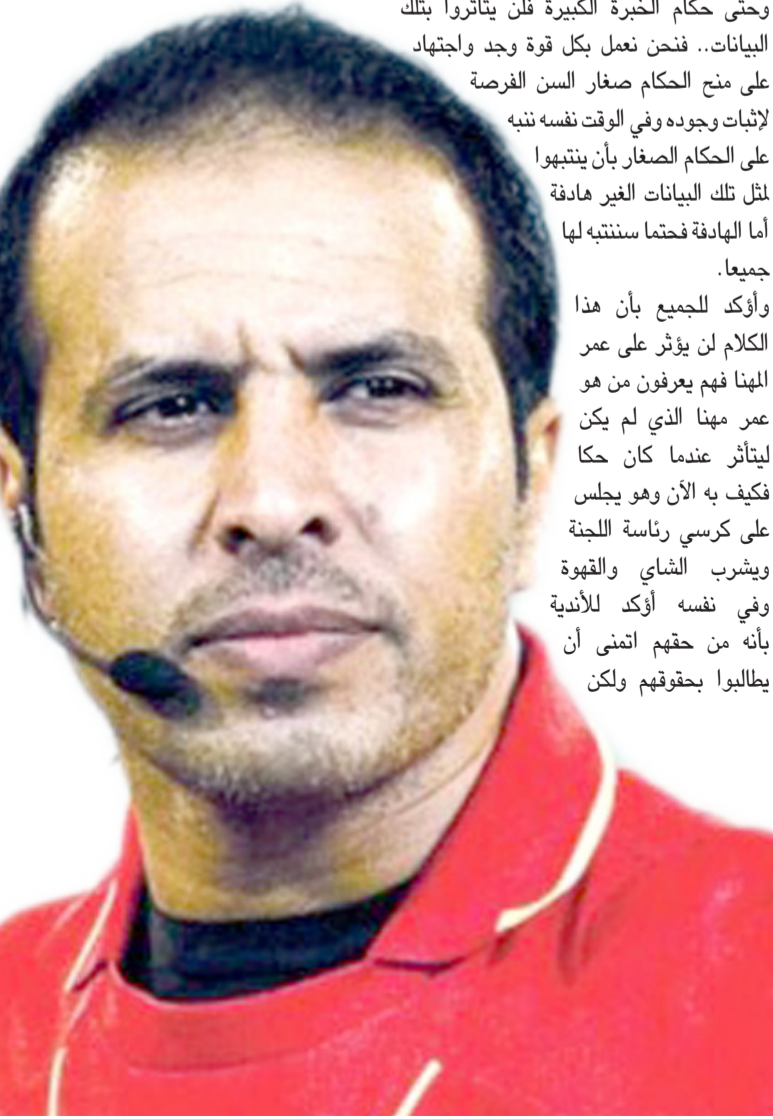 وحتى حكام الخبرة الكبيرة فلن يتأثروا بتلك
البيانات.. فنحن نعمل بكل قوة وجد واجتهاد
على منح الحكام صغار السن الفرصة
لإثبات وجوده وفي الوقت نفسه ننبه
على الحكام الصغار بأن ينتبهوا
لمثل تلك البيانات الغير هادفة
أما الهادفة فحتما سننتبه لها
جميعا.
وأؤكد للجميع بأن هذا
الكلام لن يؤثر على عمر
المهنا فهم يعرفون من هو
عمر مهنا الذي لم يكن
ليتأثر عندما كان حكا
فكيف به الآن وهو يجلس
على كرسي رئاسة اللجنة
ويشرب الشاي والقهوة
وفي نفسه أؤكد للأندية
بأنه من حقهم اتمنى أن
يطالبوا بحقوقهم ولكن